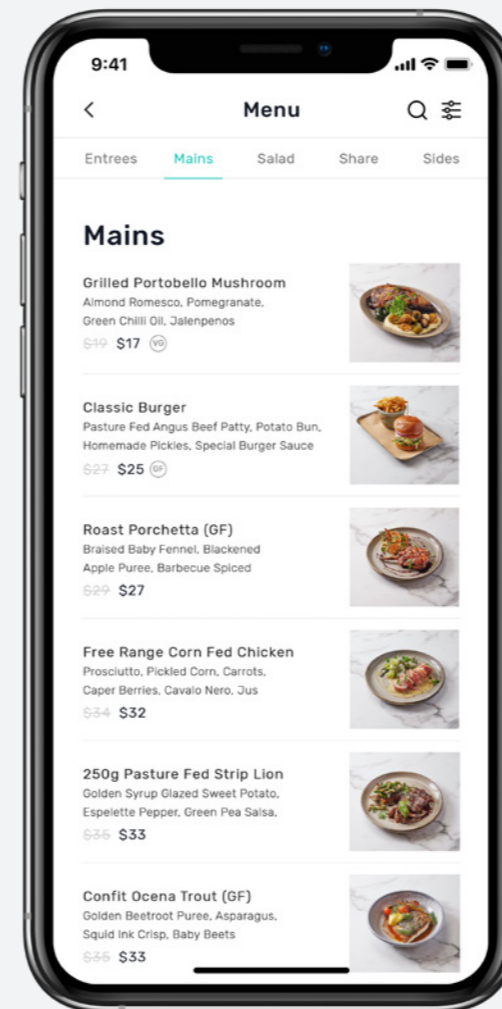 9:41
Menu
Entrees Mains Salad Share Sides
Mains
Grilled Portobello Mushroom
Almond Romesco, Pomegranate,
Green Chilli Oil, Jalenpenos
$19 $17 VG
Classic Burger
Pasture Fed Angus Beef Patty, Potato Bun,
Homemade Pickles, Special Burger Sauce
$27 $25 GF
Roast Porchetta (GF)
Braised Baby Fennel, Blackened
Apple Puree, Barbecue Spiced
$29 $27
Free Range Corn Fed Chicken
Prosciutto, Pickled Corn, Carrots,
Caper Berries, Cavalo Nero, Jus
$34 $32
250g Pasture Fed Strip Lion
Golden Syrup Glazed Sweet Potato,
Espelette Pepper, Green Pea Salsa,
$35 $33
Confit Ocena Trout (GF)
Golden Beetroot Puree, Asparagus,
Squid Ink Crisp, Baby Beets
$35 $33